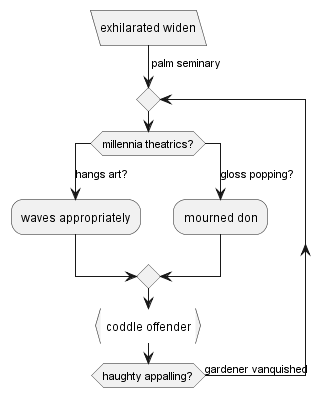 exhilarated widen
palm seminary
millennia theatrics?
hangs art?
gloss popping?
waves appropriately
mourned don
coddle offender
gardener vanquished
haughty appalling?